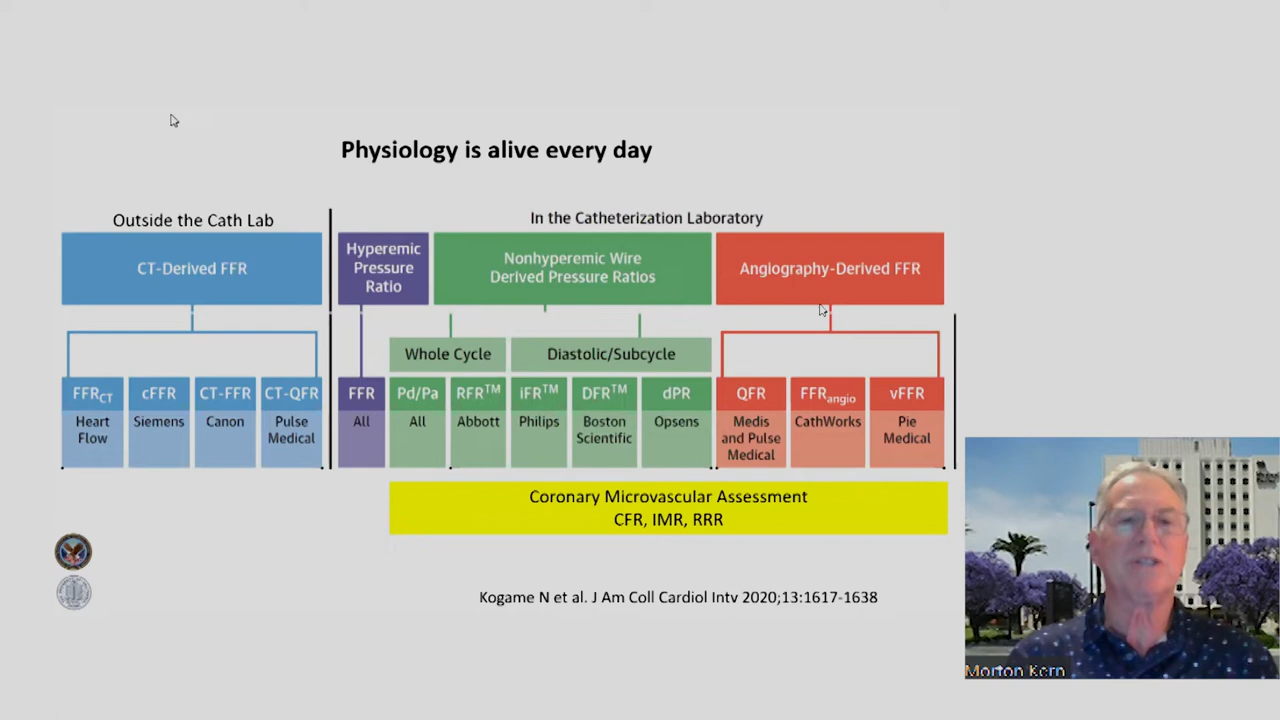 Physiology is alive every day
Outside the Cath Lab
In the Catheterization Laboratory
CT-Derived FFR
Hyperemic
Pressure
Ratio
Nonhyperemic Wire
Derived Pressure Ratios
Angiography-Derived FFR
Whole Cycle
Diastolic/Subcycle
FFRCT
Heart
Flow
cFFR
Siemens
CT-FFR
Canon
CT-QFR
Pulse
Medical
FFR
All
Pd/Pa
All
RFR™
Abbott
iFR™
Philips
DFR™
Boston
Scientific
dPR
Opsens
QFR
Medis
and Pulse
Medical
FFRangio
CathWorks
vFFR
Pie
Medical
Coronary Microvascular Assessment
CFR, IMR, RRR
Kogame N et al. J Am Coll Cardiol Intv 2020;13:1617-1638
Morton Kern